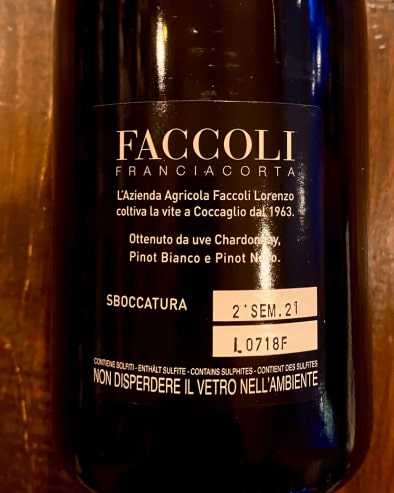 FACCOLI
FRANCIACORTA
L'Azienda Agricola Faccoli Lorenzo
coltiva la vite a Coccaglio dal 1963.
Ottenuto da uve Chardonnay,
Pinot Bianco e Pinot Nero.
SBOCCATURA
2°SEM.21
L0718F
CONTIENE SOLFITI - ENTHÄLT SULFITE - CONTAINS SULPHITES - CONTIENT DES SULFITES
NON DISPERDERE IL VETRO NELL'AMBIENTE